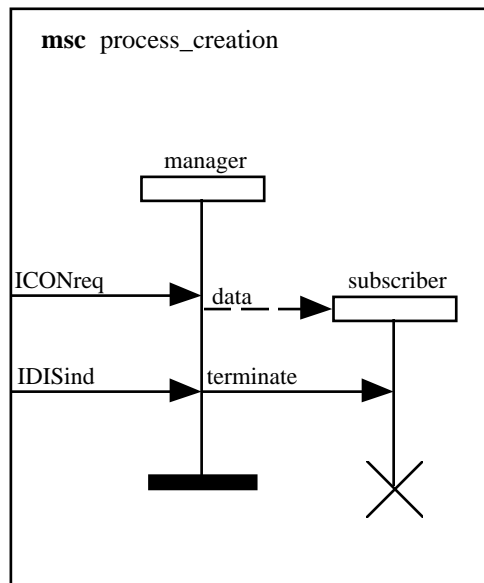 msc process_creation
manager
ICONreq
data
subscriber
IDISind
terminate